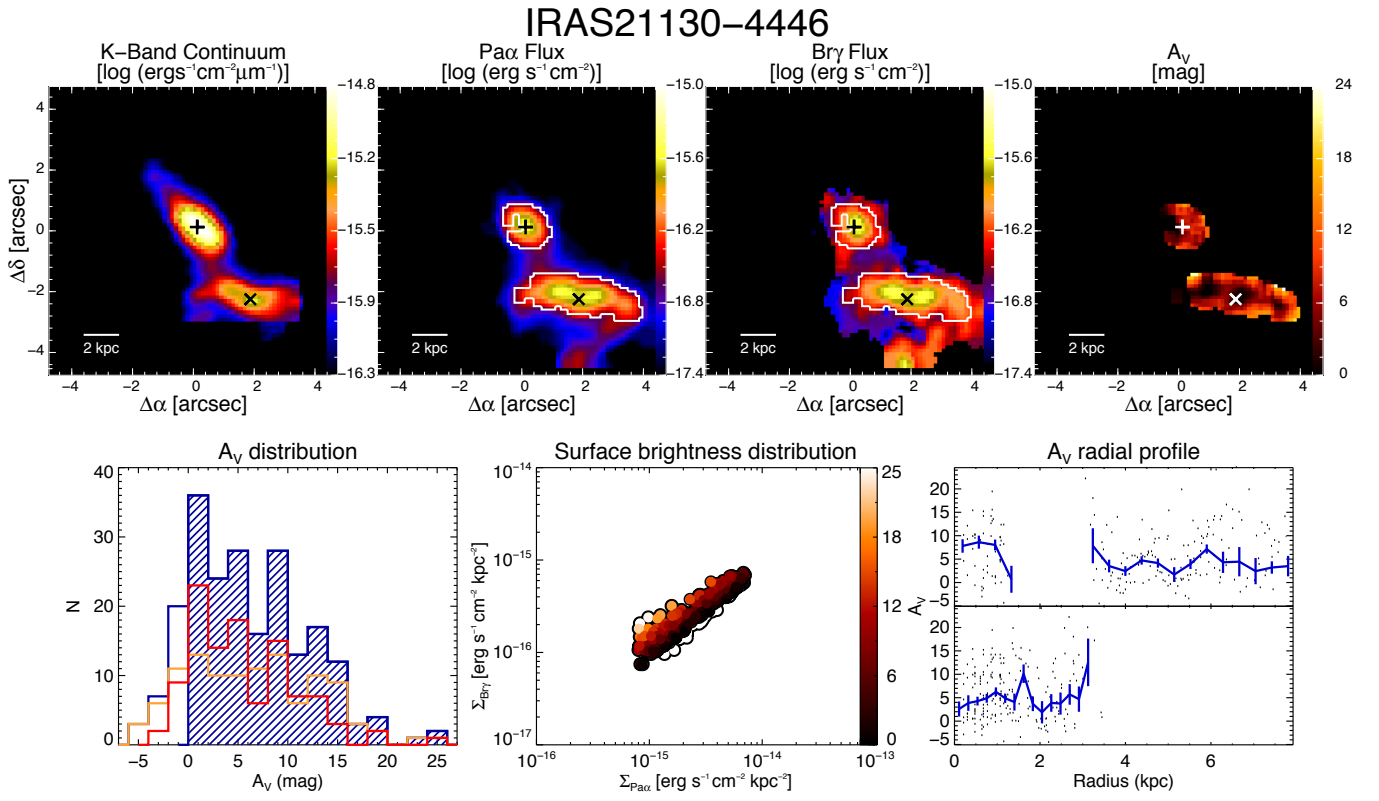 IRAS21130−4446
K−Band Continuum
[log (ergs⁻¹cm⁻²μm⁻¹)]
Paα Flux
[log (erg s⁻¹cm⁻²)]
Brγ Flux
[log (erg s⁻¹cm⁻²)]
A_V
[mag]
Δδ [arcsec]
4
2
0
−2
−4
2 kpc
−4 −2 0 2 4
Δα [arcsec]
−14.8
−15.2
−15.5
−15.9
−16.3
2 kpc
−4 −2 0 2 4
Δα [arcsec]
−15.0
−15.6
−16.2
−16.8
−17.4
2 kpc
−4 −2 0 2 4
Δα [arcsec]
−15.0
−15.6
−16.2
−16.8
−17.4
2 kpc
−4 −2 0 2 4
Δα [arcsec]
24
18
12
6
0
A_V distribution
N
40
30
20
10
0
−5 0 5 10 15 20 25
A_V (mag)
Surface brightness distribution
Σ_Brγ [erg s⁻¹ cm⁻² kpc⁻²]
10⁻¹⁴
10⁻¹⁵
10⁻¹⁶
10⁻¹⁷
10⁻¹⁶ 10⁻¹⁵ 10⁻¹⁴ 10⁻¹³
Σ_Paα [erg s⁻¹ cm⁻² kpc⁻²]
25
18
12
6
0
A_V radial profile
A_V
20
15
10
5
0
−5
20
15
10
5
0
−5
0 2 4 6
Radius (kpc)